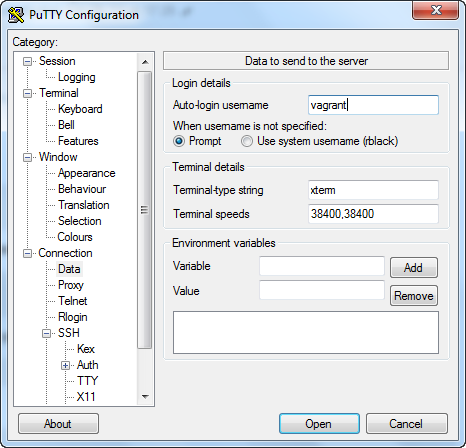 PuTTY Configuration
Category:
Session
Logging
Terminal
Keyboard
Bell
Features
Window
Appearance
Behaviour
Translation
Selection
Colours
Connection
Data
Proxy
Telnet
Rlogin
SSH
Kex
Auth
TTY
X11
Data to send to the server
Login details
Auto-login username vagrant
When username is not specified:
Prompt Use system username (rblack)
Terminal details
Terminal-type string xterm
Terminal speeds 38400,38400
Environment variables
Variable Add
Value Remove
About Open Cancel